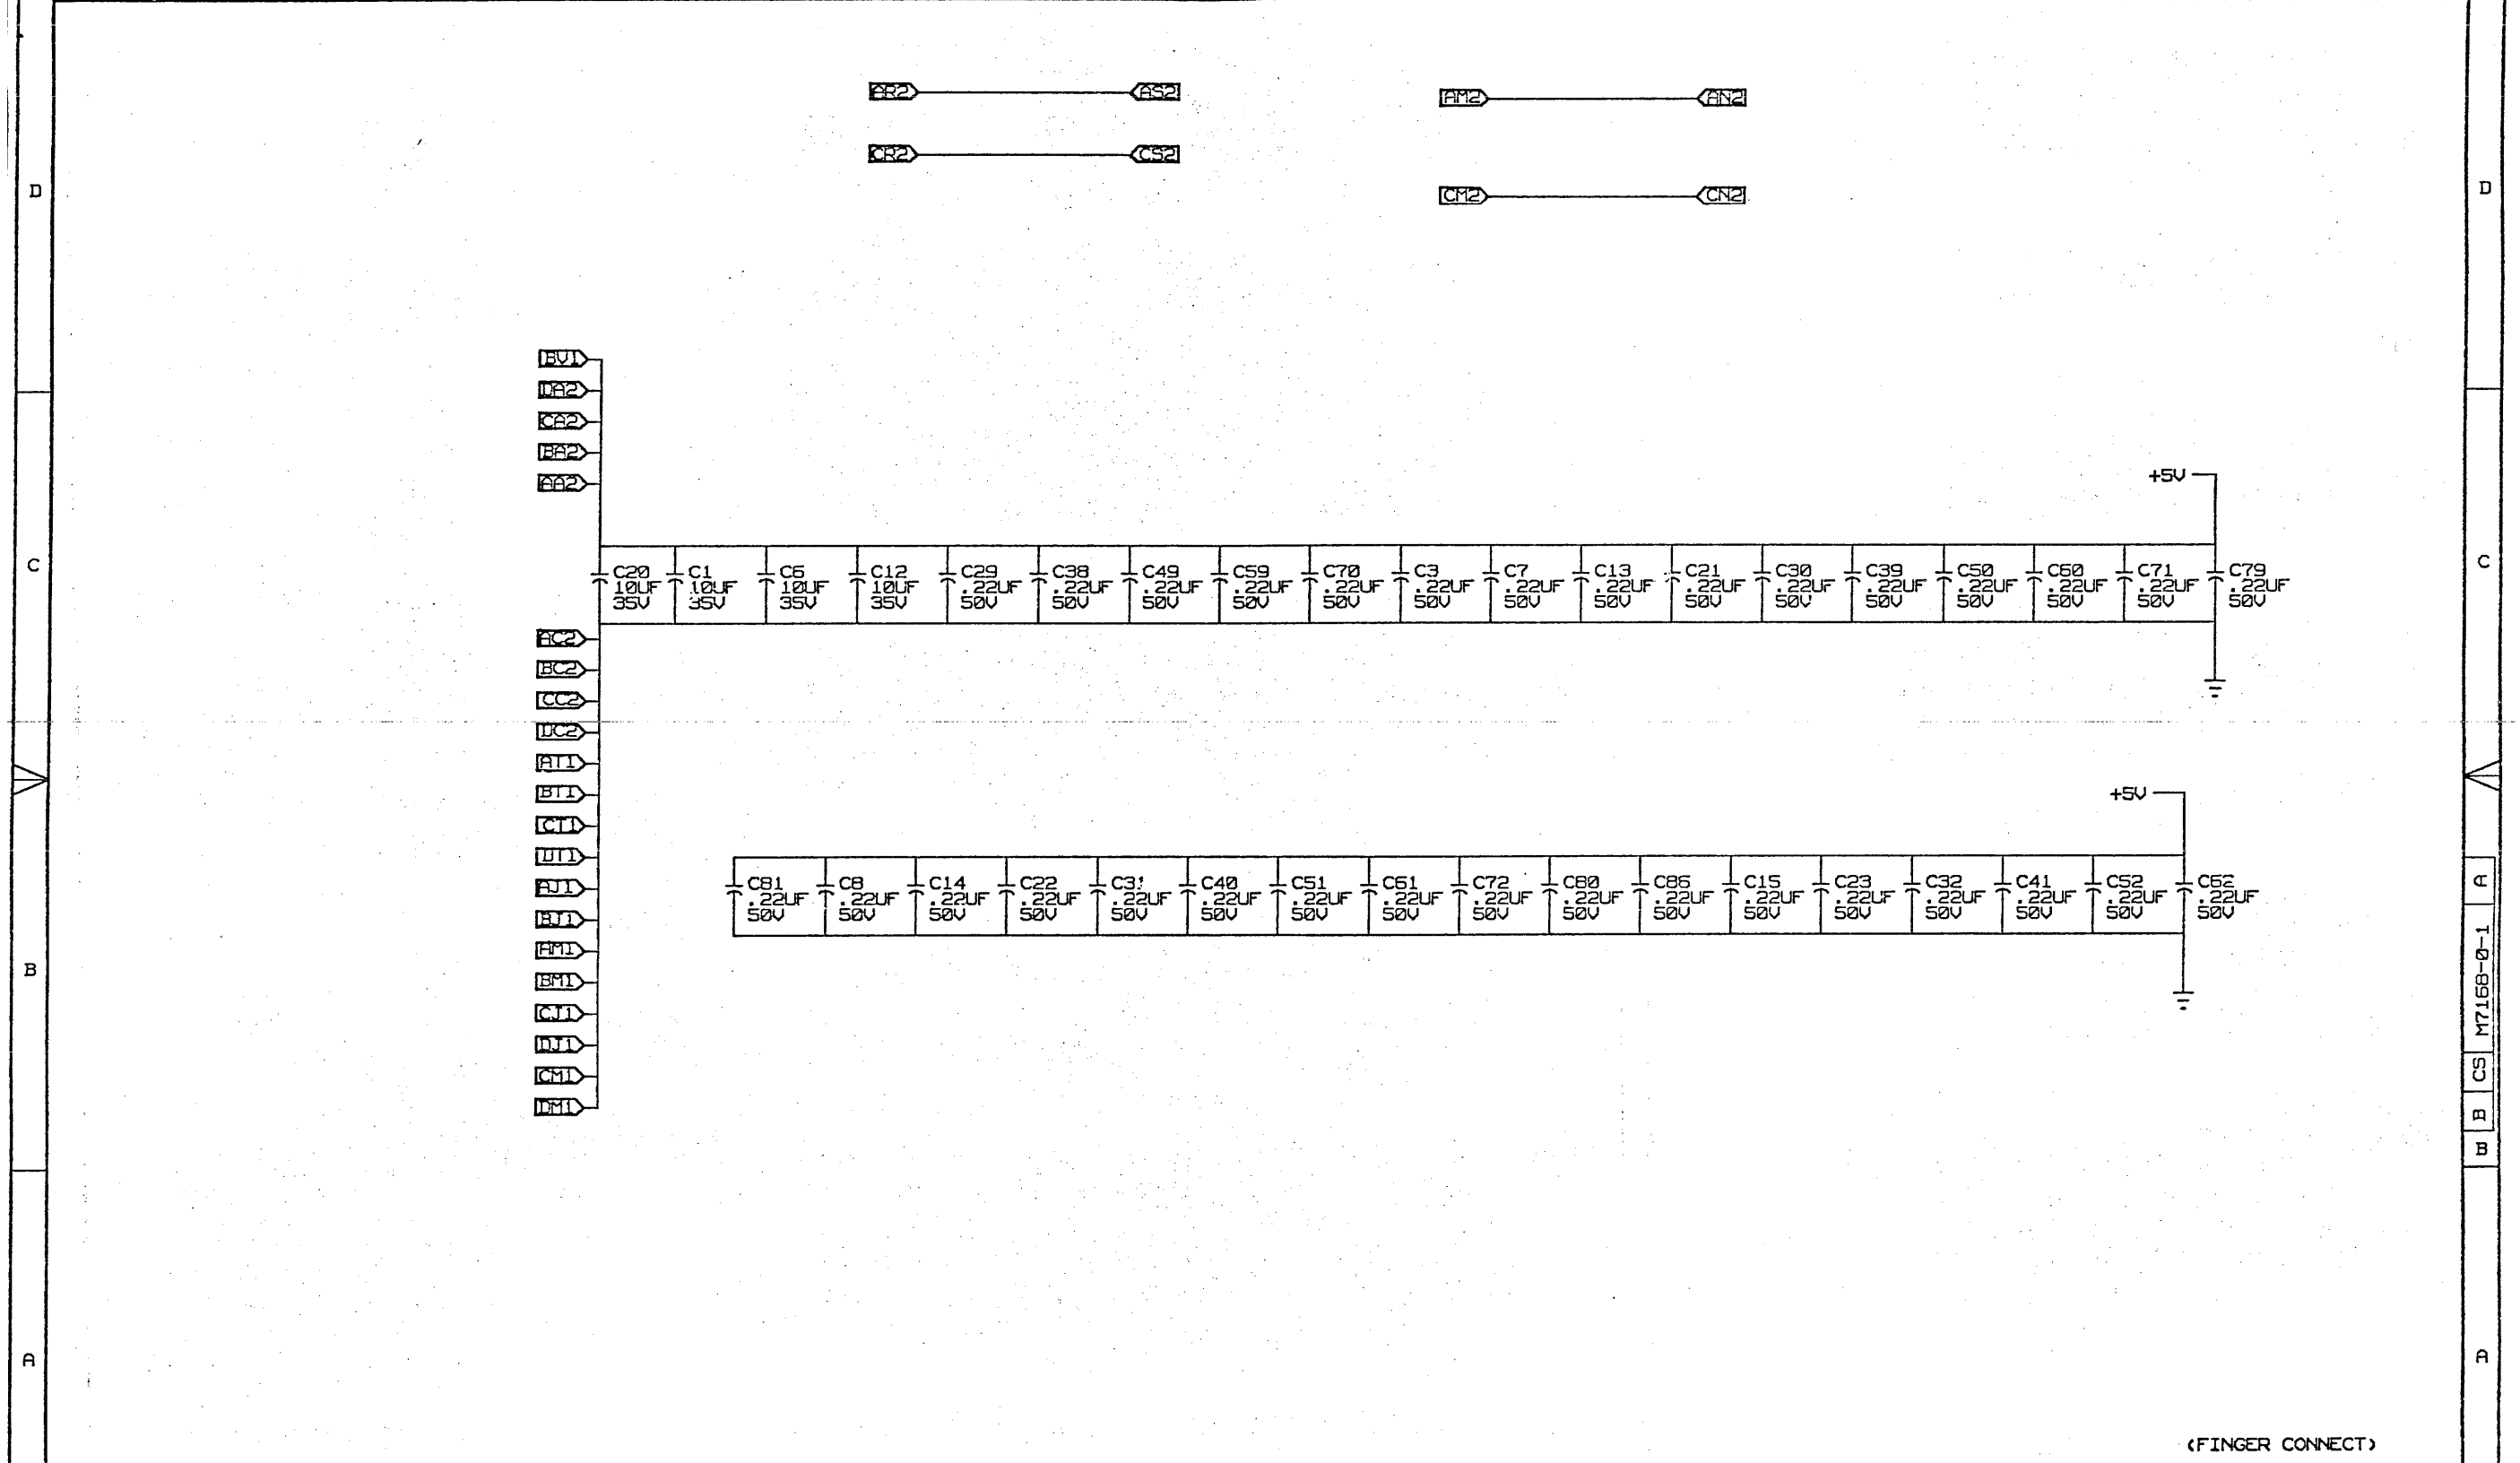 AR2 AS2
AM2 AN2
CR2 CS2
D
CM2 CN2
D
BV1
DA2
CA2
BA2
AA2
+5V
C
C
C20 10UF 35V
C1 10UF 35V
C6 10UF 35V
C12 10UF 35V
C29 .22UF 50V
C38 .22UF 50V
C49 .22UF 50V
C59 .22UF 50V
C70 .22UF 50V
C3 .22UF 50V
C7 .22UF 50V
C13 .22UF 50V
C21 .22UF 50V
C30 .22UF 50V
C39 .22UF 50V
C50 .22UF 50V
C60 .22UF 50V
C71 .22UF 50V
C79 .22UF 50V
AC2
BC2
CC2
DC2
AT1
BT1
CT1
DT1
AJ1
BJ1
AM1
BM1
CJ1
DJ1
CM1
DM1
+5V
C81 .22UF 50V
C8 .22UF 50V
C14 .22UF 50V
C22 .22UF 50V
C31 .22UF 50V
C40 .22UF 50V
C51 .22UF 50V
C61 .22UF 50V
C72 .22UF 50V
C80 .22UF 50V
C86 .22UF 50V
C15 .22UF 50V
C23 .22UF 50V
C32 .22UF 50V
C41 .22UF 50V
C52 .22UF 50V
C62 .22UF 50V
B
B CS M7168-0-1
B
A
A
(FINGER CONNECT)